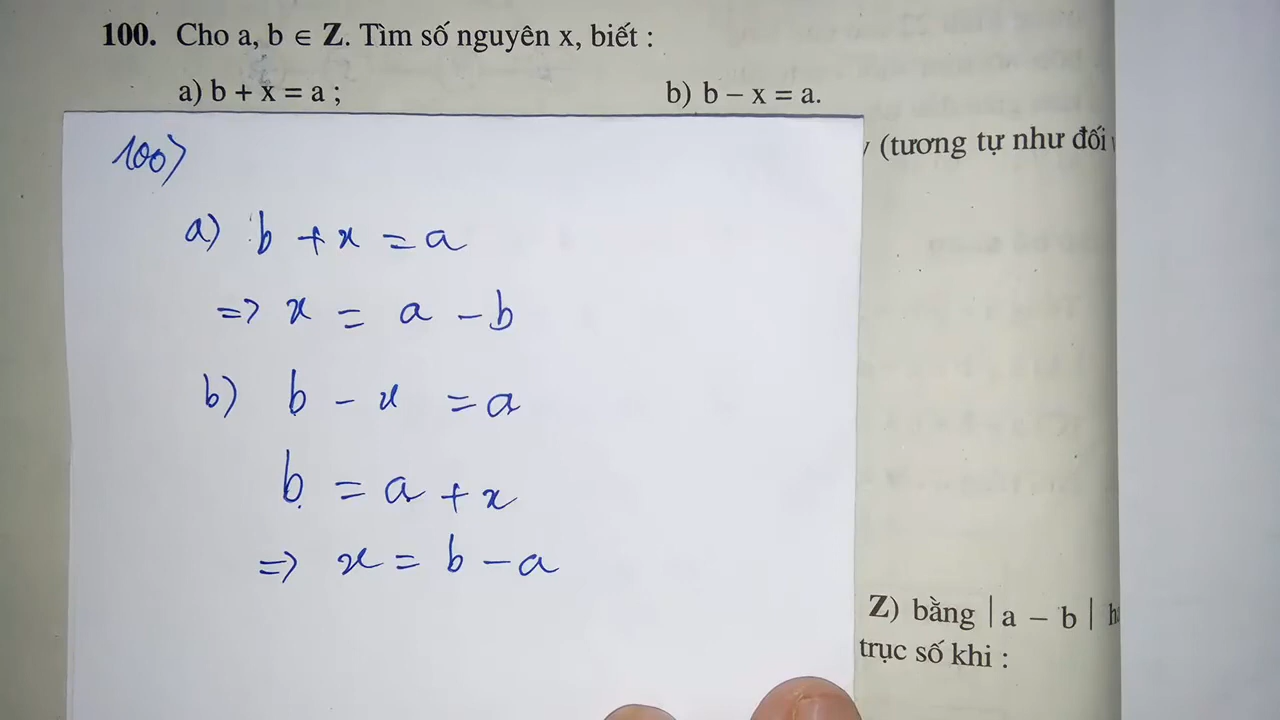 100. Cho a, b ∈ Z. Tìm số nguyên x, biết :
a) b + x = a ; b) b – x = a.
(tương tự như đối
100)
a) b + x = a
=> x = a - b
b) b - x = a
b = a + x
=> x = b - a
Z) bằng | a – b |
trục số khi :